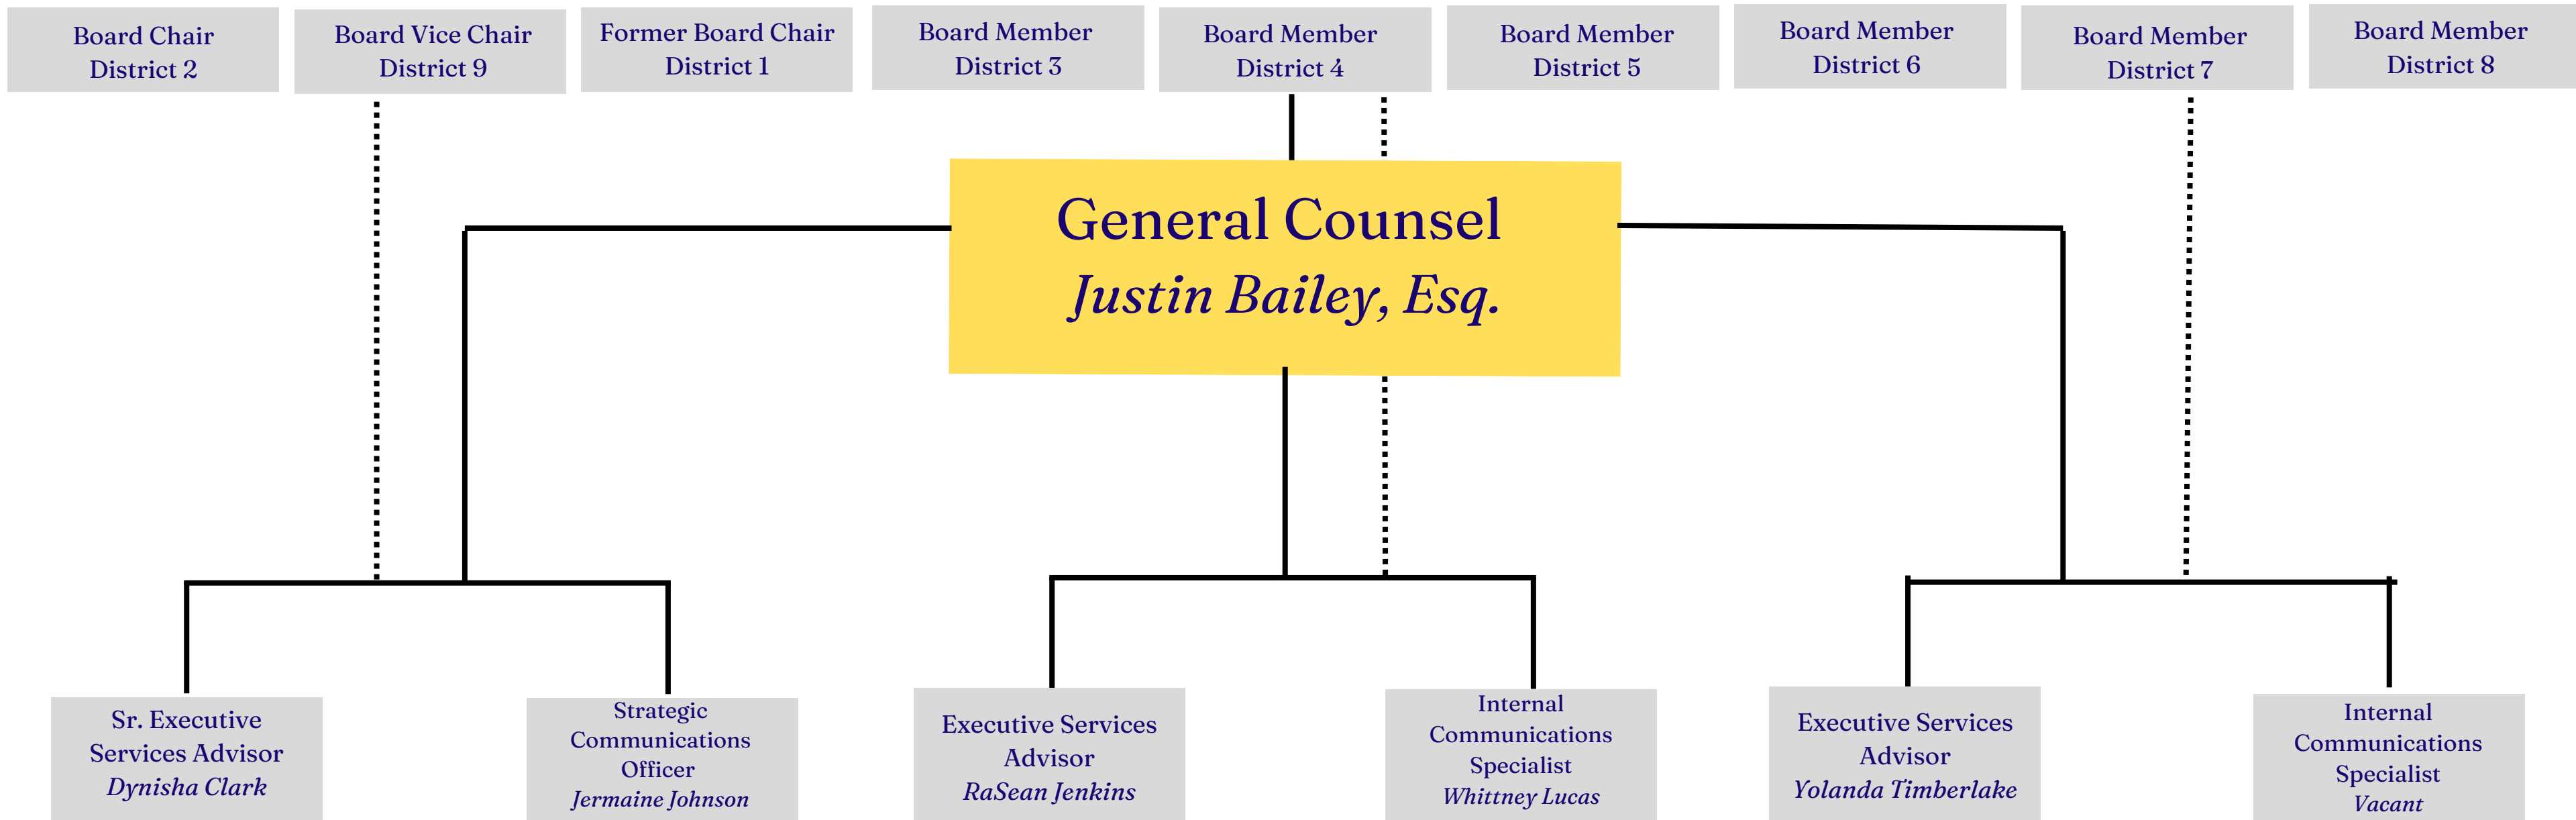 Board Chair
District 2
Board Vice Chair
District 9
Former Board Chair
District 1
Board Member
District 3
Board Member
District 4
Board Member
District 5
Board Member
District 6
Board Member
District 7
Board Member
District 8
General Counsel
Justin Bailey, Esq.
Sr. Executive
Services Advisor
Dynisha Clark
Strategic
Communications
Officer
Jermaine Johnson
Executive Services
Advisor
RaSean Jenkins
Internal
Communications
Specialist
Whittney Lucas
Executive Services
Advisor
Yolanda Timberlake
Internal
Communications
Specialist
Vacant